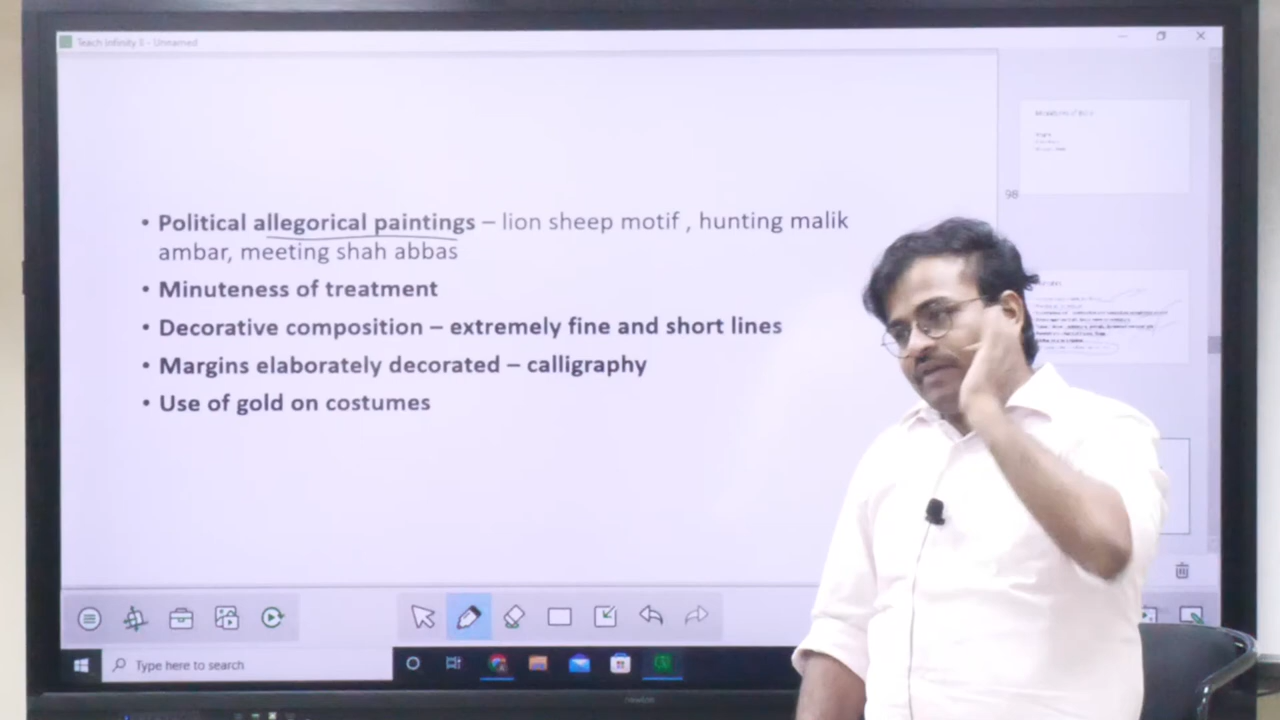 Teach Infinity X - Unnamed
• Political allegorical paintings – lion sheep motif , hunting malik
ambar, meeting shah abbas
• Minuteness of treatment
• Decorative composition – extremely fine and short lines
• Margins elaborately decorated – calligraphy
• Use of gold on costumes
98
Type here to search